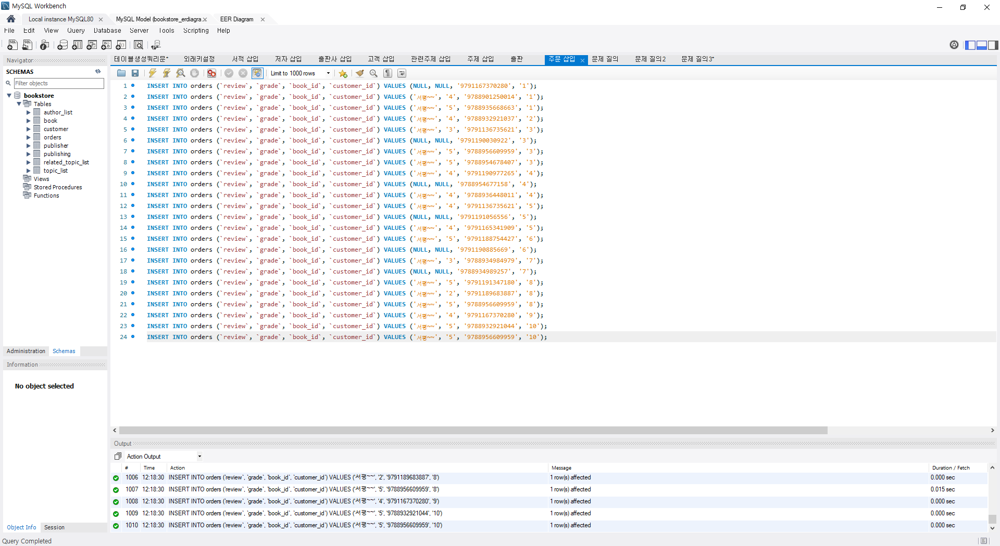 MySQL Workbench
Local instance MySQL80
MySQL Model (bookstore_erdiagra.
EER Diagram
File Edit View Query Database Server Tools Scripting Help
Navigator
SCHEMAS
Filter objects
bookstore
Tables
author_list
book
customer
orders
publisher
publishing
related_topic_list
topic_list
Views
Stored Procedures
Functions
Administration Schemas
Information
No object selected
Object Info Session
테이블생성쿼리문* 외래키설정 서적 삽입 저자 삽입 출판사 삽입 고객 삽입 관련주제 삽입 주제 삽입 출판 주문 삽입 문제 질의 문제 질의2 문제 질의3*
Limit to 1000 rows
1 INSERT INTO orders (`review`, `grade`, `book_id`, `customer_id`) VALUES (NULL, NULL, '9791167370280', '1');
2 INSERT INTO orders (`review`, `grade`, `book_id`, `customer_id`) VALUES ('서평~~', '4', '9788901250014', '1');
3 INSERT INTO orders (`review`, `grade`, `book_id`, `customer_id`) VALUES ('서평~~', '5', '9788935668663', '1');
4 INSERT INTO orders (`review`, `grade`, `book_id`, `customer_id`) VALUES ('서평~~', '4', '9788932921037', '2');
5 INSERT INTO orders (`review`, `grade`, `book_id`, `customer_id`) VALUES ('서평~~', '3', '9791136735621', '3');
6 INSERT INTO orders (`review`, `grade`, `book_id`, `customer_id`) VALUES (NULL, NULL, '9791190030922', '3');
7 INSERT INTO orders (`review`, `grade`, `book_id`, `customer_id`) VALUES ('서평~~', '5', '9788956609959', '3');
8 INSERT INTO orders (`review`, `grade`, `book_id`, `customer_id`) VALUES ('서평~~', '5', '9788954678407', '3');
9 INSERT INTO orders (`review`, `grade`, `book_id`, `customer_id`) VALUES ('서평~~', '4', '9791190977265', '4');
10 INSERT INTO orders (`review`, `grade`, `book_id`, `customer_id`) VALUES (NULL, NULL, '9788954677158', '4');
11 INSERT INTO orders (`review`, `grade`, `book_id`, `customer_id`) VALUES ('서평~~', '4', '9788936448011', '4');
12 INSERT INTO orders (`review`, `grade`, `book_id`, `customer_id`) VALUES ('서평~~', '4', '9791136735621', '5');
13 INSERT INTO orders (`review`, `grade`, `book_id`, `customer_id`) VALUES (NULL, NULL, '9791191056556', '5');
14 INSERT INTO orders (`review`, `grade`, `book_id`, `customer_id`) VALUES ('서평~~', '4', '9791165341909', '5');
15 INSERT INTO orders (`review`, `grade`, `book_id`, `customer_id`) VALUES ('서평~~', '5', '9791188754427', '6');
16 INSERT INTO orders (`review`, `grade`, `book_id`, `customer_id`) VALUES (NULL, NULL, '9791190885669', '6');
17 INSERT INTO orders (`review`, `grade`, `book_id`, `customer_id`) VALUES ('서평~~', '3', '9788934984979', '7');
18 INSERT INTO orders (`review`, `grade`, `book_id`, `customer_id`) VALUES (NULL, NULL, '9788934989257', '7');
19 INSERT INTO orders (`review`, `grade`, `book_id`, `customer_id`) VALUES ('서평~~', '5', '9791191347180', '8');
20 INSERT INTO orders (`review`, `grade`, `book_id`, `customer_id`) VALUES ('서평~~', '2', '9791189683887', '8');
21 INSERT INTO orders (`review`, `grade`, `book_id`, `customer_id`) VALUES ('서평~~', '5', '9788956609959', '8');
22 INSERT INTO orders (`review`, `grade`, `book_id`, `customer_id`) VALUES ('서평~~', '4', '9791167370280', '9');
23 INSERT INTO orders (`review`, `grade`, `book_id`, `customer_id`) VALUES ('서평~~', '5', '9788932921044', '10');
24 INSERT INTO orders (`review`, `grade`, `book_id`, `customer_id`) VALUES ('서평~~', '5', '9788956609959', '10');
Output
Action Output
# Time Action Message Duration / Fetch
1006 12:18:30 INSERT INTO orders (`review`, `grade`, `book_id`, `customer_id`) VALUES ('서평~~', '2', '9791189683887', '8') 1 row(s) affected 0.000 sec
1007 12:18:30 INSERT INTO orders (`review`, `grade`, `book_id`, `customer_id`) VALUES ('서평~~', '5', '9788956609959', '8') 1 row(s) affected 0.015 sec
1008 12:18:30 INSERT INTO orders (`review`, `grade`, `book_id`, `customer_id`) VALUES ('서평~~', '4', '9791167370280', '9') 1 row(s) affected 0.000 sec
1009 12:18:30 INSERT INTO orders (`review`, `grade`, `book_id`, `customer_id`) VALUES ('서평~~', '5', '9788932921044', '10') 1 row(s) affected 0.000 sec
1010 12:18:30 INSERT INTO orders (`review`, `grade`, `book_id`, `customer_id`) VALUES ('서평~~', '5', '9788956609959', '10') 1 row(s) affected 0.000 sec
Query Completed